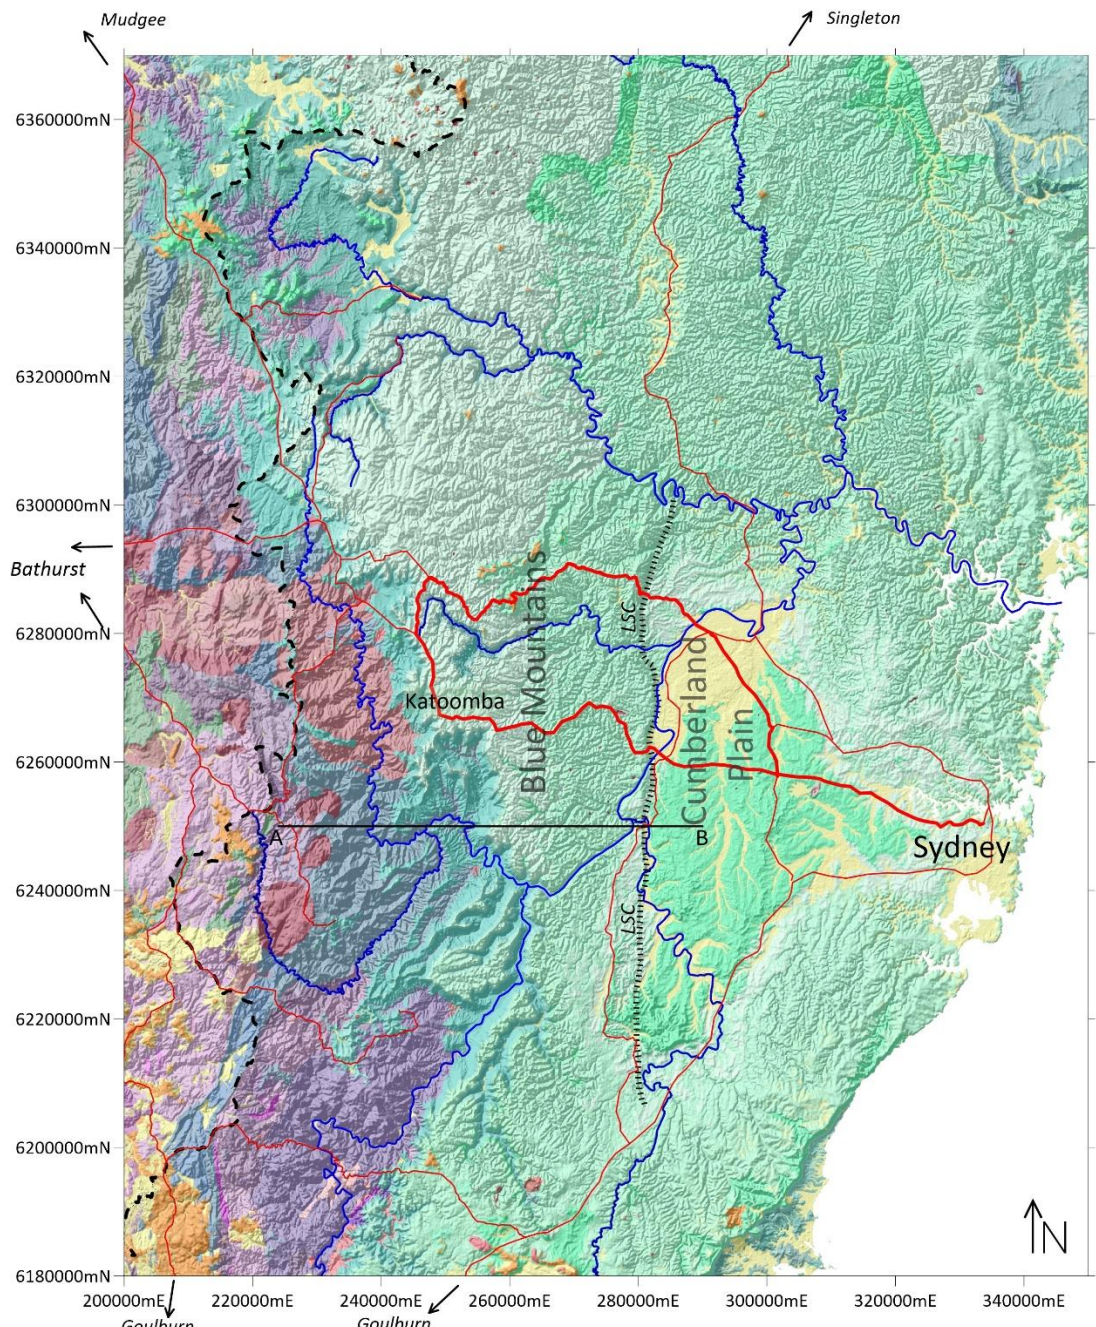 Mudgee
Singleton
6360000mN
6340000mN
6320000mN
6300000mN
Bathurst
6280000mN
LSC
Blue Mountains
Cumberland
Plain
Katoomba
6260000mN
A
B
Sydney
6240000mN
LSC
6220000mN
6200000mN
N
6180000mN
200000mE
220000mE
240000mE
260000mE
280000mE
300000mE
320000mE
340000mE
Goulburn
Goulburn